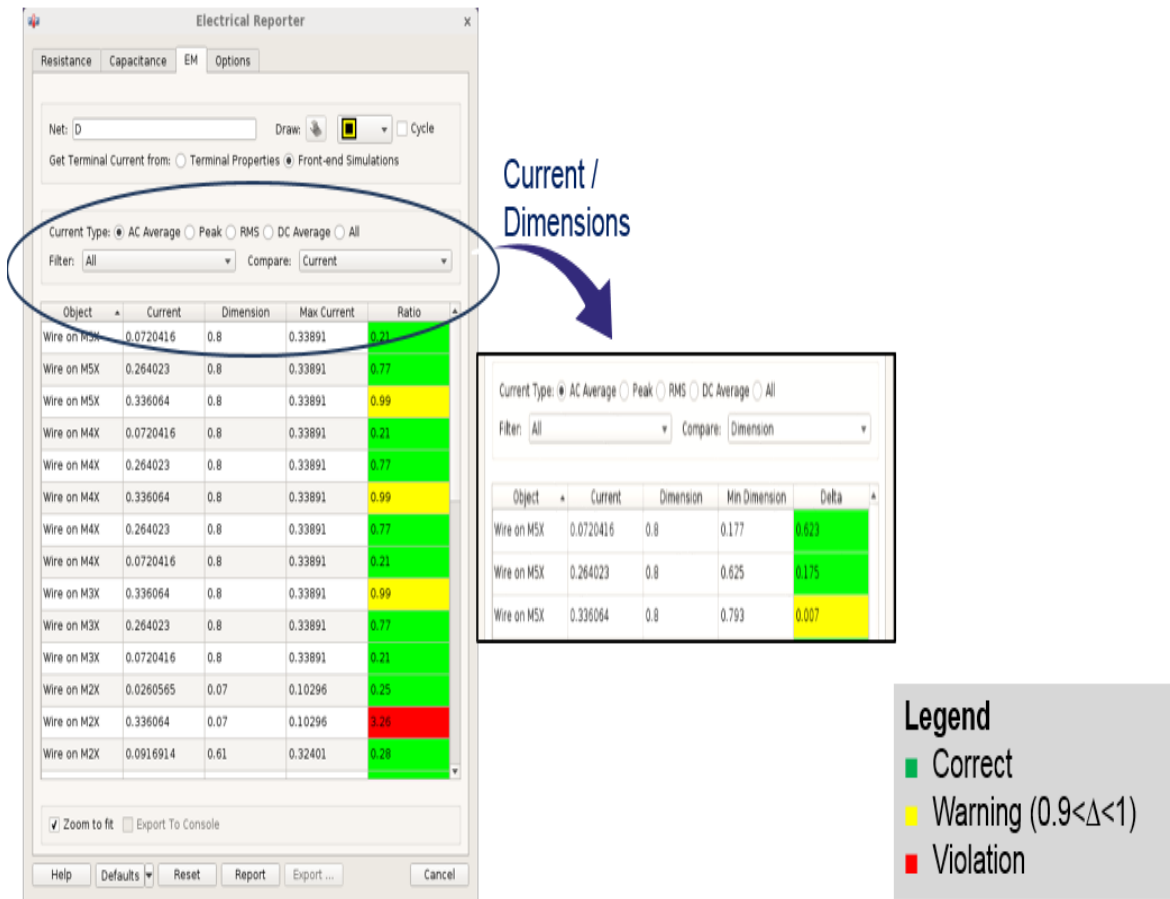 Electrical Reporter x
Resistance Capacitance EM Options
Net: D Draw: Cycle
Get Terminal Current from: Terminal Properties Front-end Simulations
Current Type: AC Average Peak RMS DC Average All
Filter: All Compare: Current
Object Current Dimension Max Current Ratio
Wire on M5X 0.0720416 0.8 0.33891 0.21
Wire on M5X 0.264023 0.8 0.33891 0.77
Wire on M5X 0.336064 0.8 0.33891 0.99
Wire on M4X 0.0720416 0.8 0.33891 0.21
Wire on M4X 0.264023 0.8 0.33891 0.77
Wire on M4X 0.336064 0.8 0.33891 0.99
Wire on M4X 0.264023 0.8 0.33891 0.77
Wire on M4X 0.0720416 0.8 0.33891 0.21
Wire on M3X 0.336064 0.8 0.33891 0.99
Wire on M3X 0.264023 0.8 0.33891 0.77
Wire on M3X 0.0720416 0.8 0.33891 0.21
Wire on M2X 0.0260565 0.07 0.10296 0.25
Wire on M2X 0.336064 0.07 0.10296 3.26
Wire on M2X 0.0916914 0.61 0.32401 0.28
Zoom to fit Export To Console
Help Defaults Reset Report Export ... Cancel
Current /
Dimensions
Current Type: AC Average Peak RMS DC Average All
Filter: All Compare: Dimension
Object Current Dimension Min Dimension Delta
Wire on M5X 0.0720416 0.8 0.177 0.623
Wire on M5X 0.264023 0.8 0.625 0.175
Wire on M5X 0.336064 0.8 0.793 0.007
Legend
Correct
Warning (0.9<Δ<1)
Violation